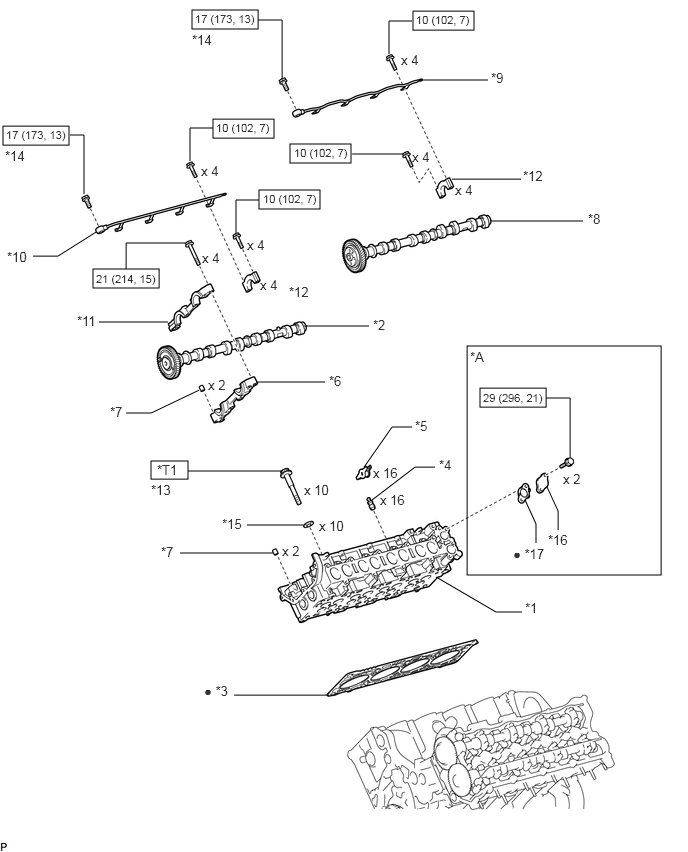 17 (173, 13)
10 (102, 7)
*14
x 4
*9
10 (102, 7)
x 4
*12
x 4
17 (173, 13)
*14
10 (102, 7)
x 4
10 (102, 7)
*10
x 4
*8
21 (214, 15)
x 4
x 4
*12
*11
*2
*A
*6
x 2
*7
29 (296, 21)
*5
x 16
*4
*T1
*13
x 10
x 16
x 2
*16
*15
x 10
● *17
*7
x 2
*1
● *3
P